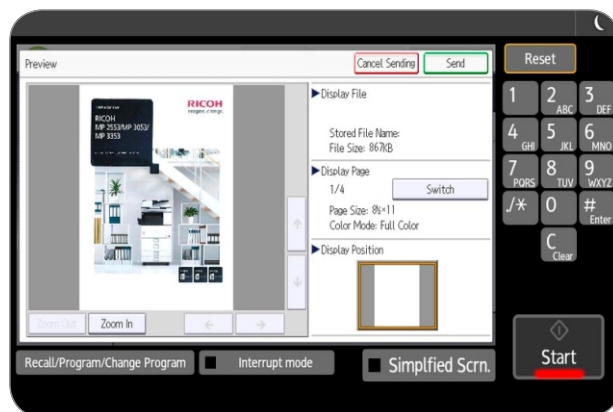 Preview
Cancel Sending
Send
Reset
RICOH
imagine. change.
RICOH
MP 2553/MP 3053/
MP 3353
Display File
Stored File Name:
File Size: 867KB
Display Page
1/4
Switch
Page Size: 8½×11
Color Mode: Full Color
Display Position
Zoom Out
Zoom In
1
2 ABC
3 DEF
4 GHI
5 JKL
6 MNO
7 PQRS
8 TUV
9 WXYZ
./*
0
# Enter
C Clear
Recall/Program/Change Program
Interrupt mode
Simplfied Scrn.
Start